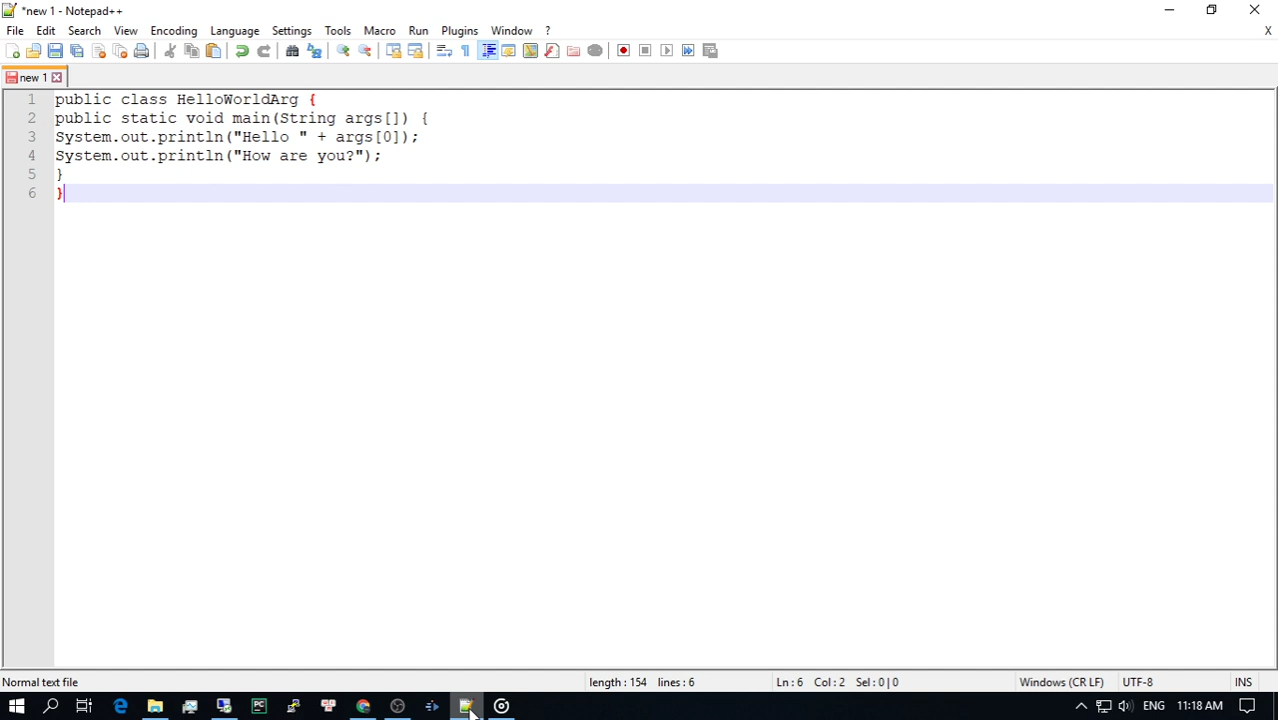 *new 1 - Notepad++
File Edit Search View Encoding Language Settings Tools Macro Run Plugins Window ? X
new 1
1 public class HelloWorldArg {
2 public static void main(String args[]) {
3 System.out.println("Hello " + args[0]);
4 System.out.println("How are you?");
5 }
6 }
Normal text file length : 154 lines : 6 Ln : 6 Col : 2 Sel : 0 | 0 Windows (CR LF) UTF-8 INS
PC ENG 11:18 AM